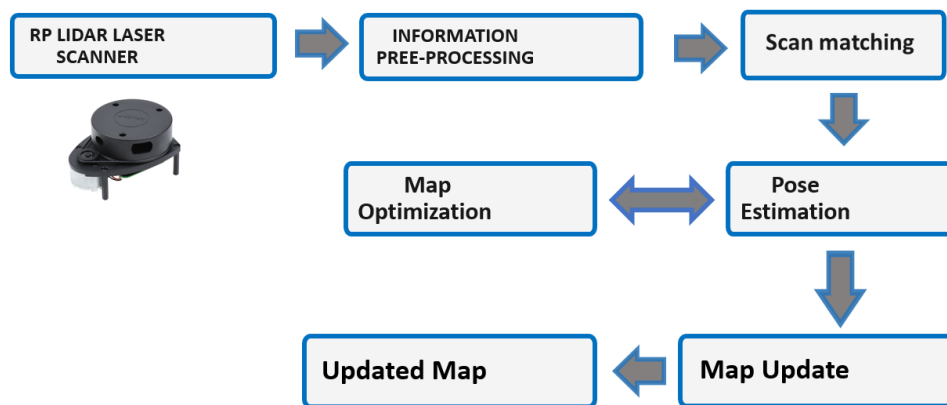 RP LIDAR LASER
SCANNER
INFORMATION
PREE-PROCESSING
Scan matching
Map
Optimization
Pose
Estimation
Updated Map
Map Update